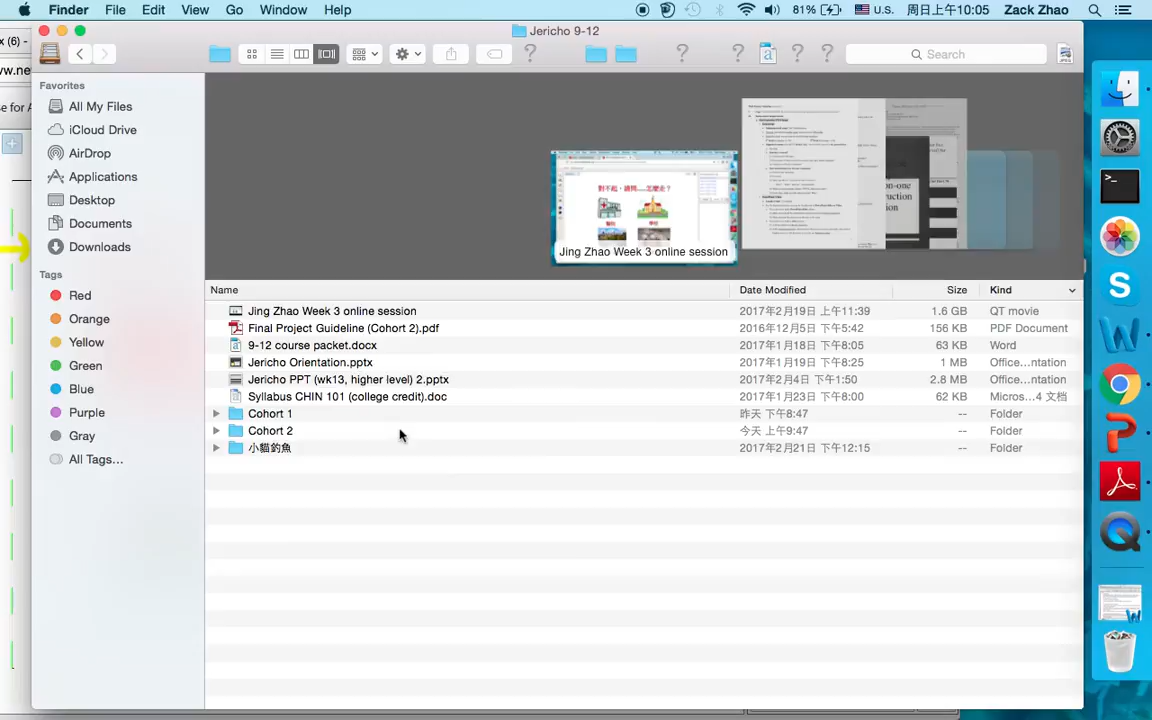 Finder File Edit View Go Window Help 81% U.S. 周日上午10:05 Zack Zhao
Jericho 9-12
Search
Favorites
All My Files
iCloud Drive
AirDrop
Applications
Desktop
Documents
Downloads
Tags
Red
Orange
Yellow
Green
Blue
Purple
Gray
All Tags...
對不起，請問......怎麼走？
Jing Zhao Week 3 online session
Name Date Modified Size Kind
Jing Zhao Week 3 online session 2017年2月19日 上午11:39 1.6 GB QT movie
Final Project Guideline (Cohort 2).pdf 2016年12月5日 下午5:42 156 KB PDF Document
9-12 course packet.docx 2017年1月18日 下午8:05 63 KB Word
Jericho Orientation.pptx 2017年1月19日 下午8:25 1 MB Office...ntation
Jericho PPT (wk13, higher level) 2.pptx 2017年2月4日 下午1:50 2.8 MB Office...ntation
Syllabus CHIN 101 (college credit).doc 2017年1月23日 下午8:00 62 KB Micros...4 文档
Cohort 1 昨天 下午8:47 -- Folder
Cohort 2 今天 上午9:47 -- Folder
小貓釣魚 2017年2月21日 下午12:15 -- Folder